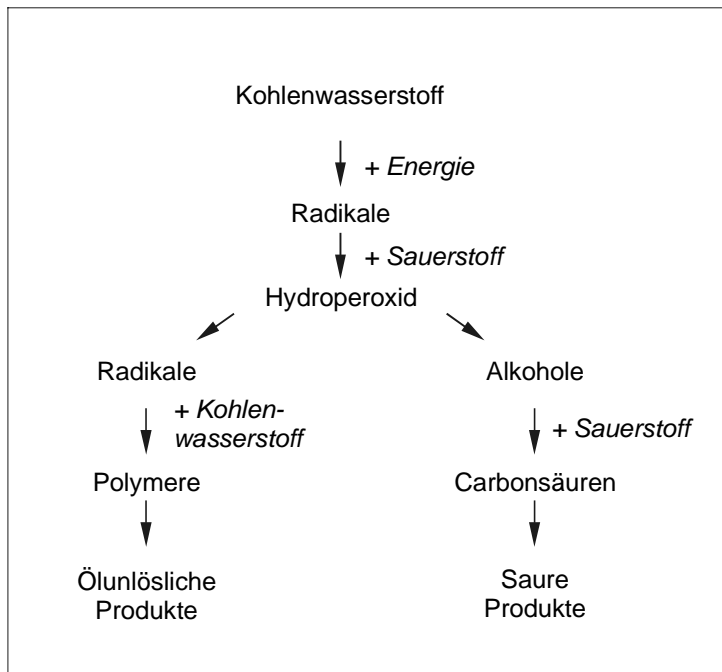 Kohlenwasserstoff
+ Energie
Radikale
+ Sauerstoff
Hydroperoxid
Radikale
Alkohole
+ Kohlen-
wasserstoff
+ Sauerstoff
Polymere
Carbonsäuren
Ölunlösliche
Produkte
Saure
Produkte